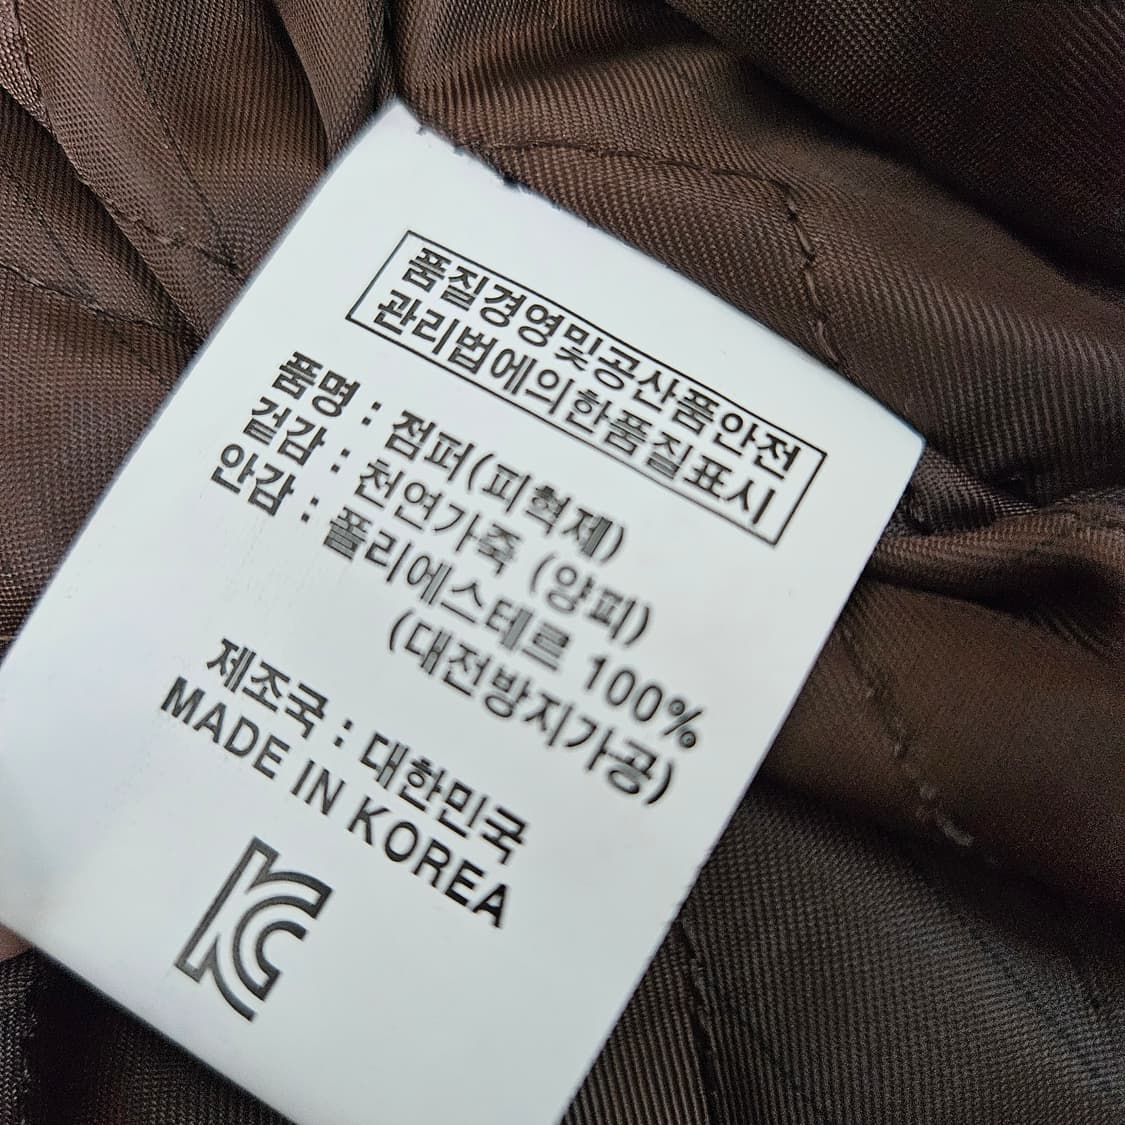 품질경영및공산품안전
관리법에의한품질표시
품명 : 점퍼(피혁제)
겉감 : 천연가죽 (양피)
안감 : 폴리에스테르 100%
(대전방지가공)
제조국 : 대한민국
MADE IN KOREA
KC